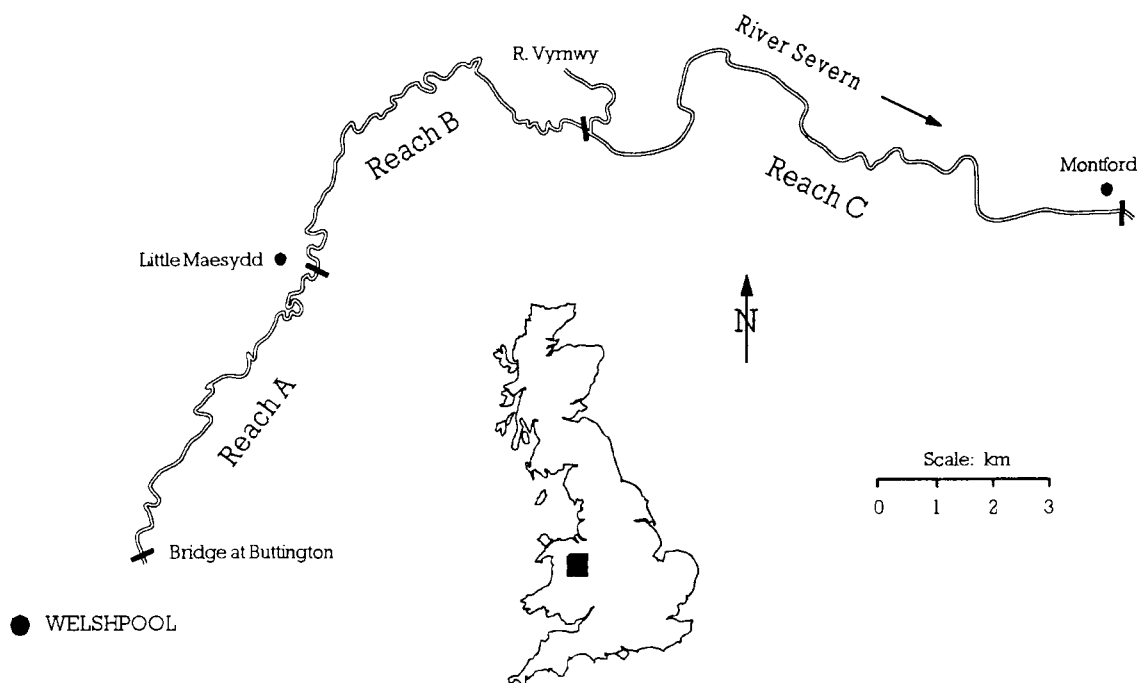 R. Vyrnwy
River Severn
Reach B
Reach C
Montford
Little Maesydd
N
Reach A
Scale: km
0 1 2 3
Bridge at Buttington
WELSHPOOL